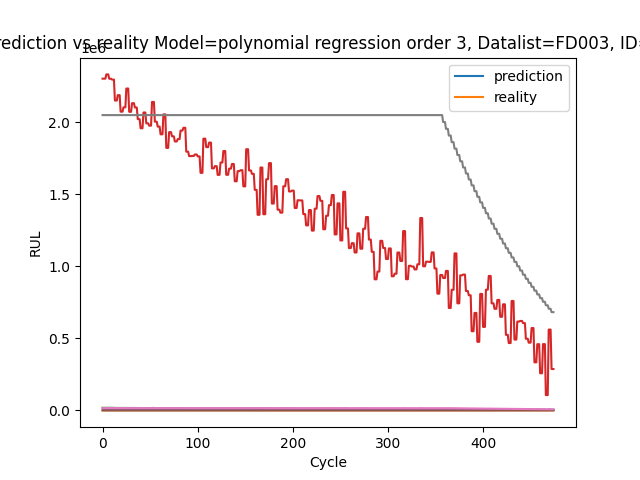 rediction vs reality Model=polynomial regression order 3, Datalist=FD003, ID=
1e6
prediction
reality
2.0
1.5
1.0
0.5
0.0
RUL
0 100 200 300 400
Cycle